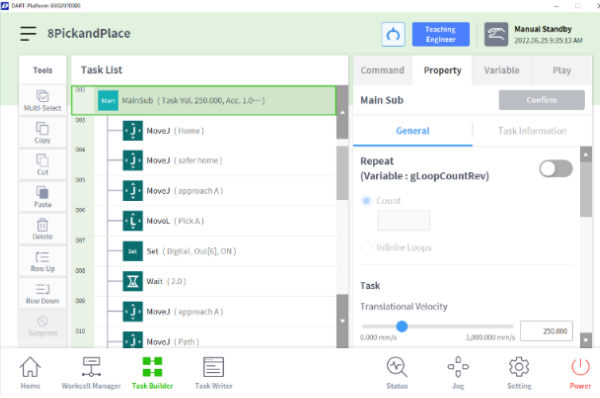 DART-Platform-GM2970000
8PickandPlace
Teaching
Engineer
Manual Standby
2022.06.25 9:35:13 AM
Tools
Task List
Command
Property
Variable
Play
Multi-Select
Copy
Cut
Paste
Delete
Row Up
Row Down
Suppress
002
Start MainSub ( Task Vel. 250.000, Acc. 1.0--- )
003
MoveJ ( Home )
004
MoveJ ( safer home )
005
MoveJ ( approach A )
006
MoveL ( Pick A )
007
Set Set ( Digital_Out[6], ON )
008
Wait ( 2.0 )
009
MoveJ ( approach A )
010
MoveJ ( Path )
Main Sub
Confirm
General
Task Information
Repeat
(Variable : gLoopCountRev)
Count
Infinite Loops
Task
Translational Velocity
250.000
0.000 mm/s
1,000.000 mm/s
Home
Workcell Manager
Task Builder
Task Writer
Status
Jog
Setting
Power